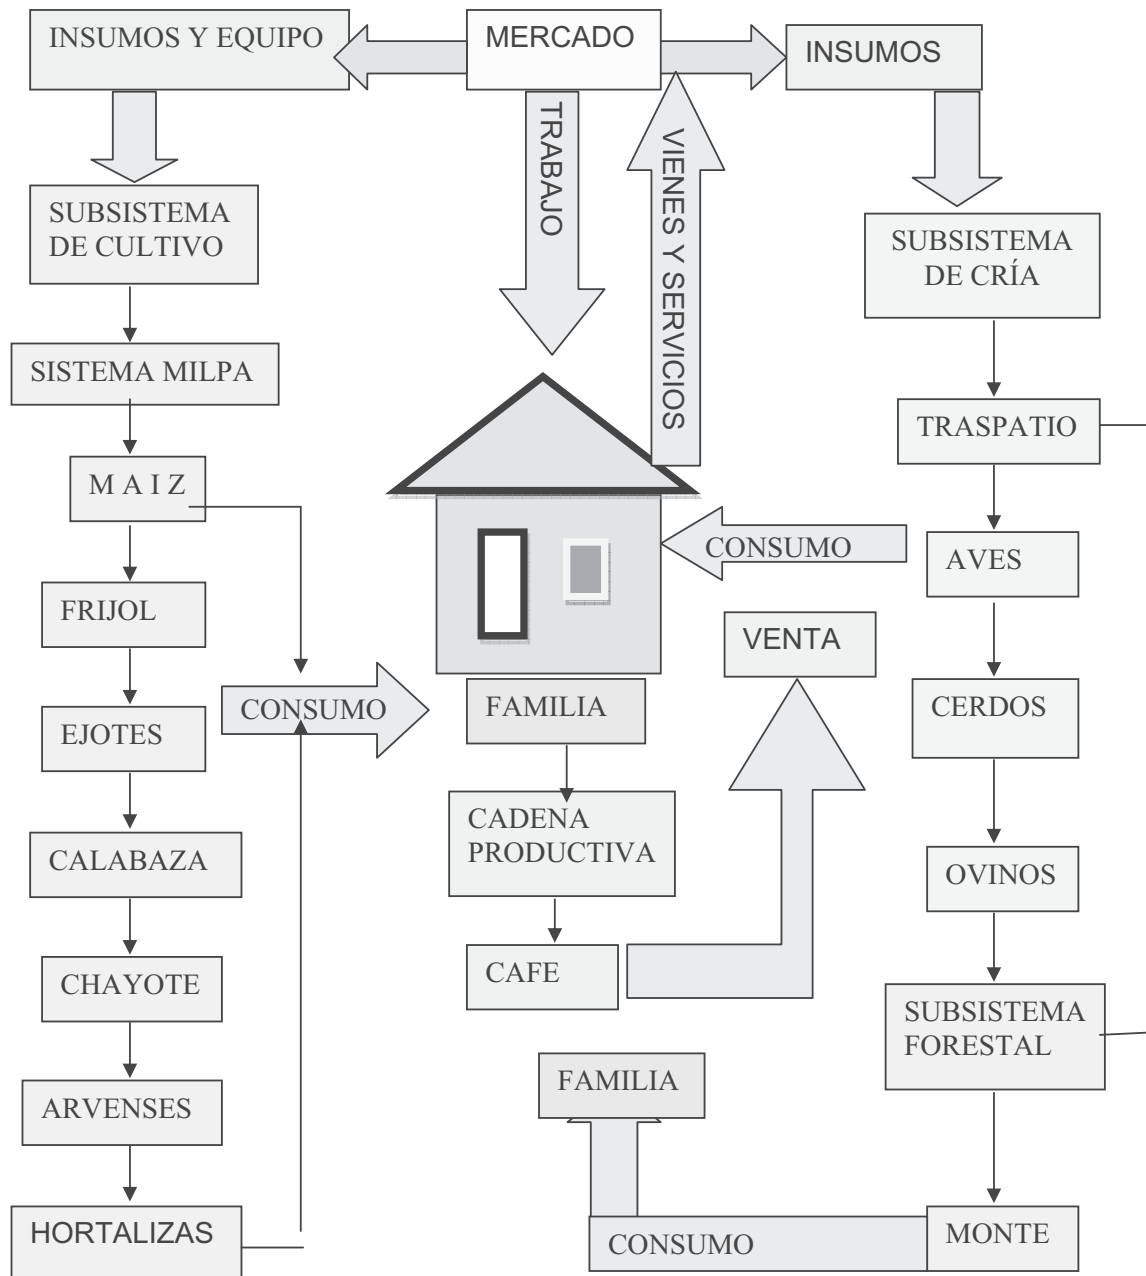 INSUMOS Y EQUIPO
MERCADO
INSUMOS
TRABAJO
VIENES Y SERVICIOS
SUBSISTEMA
DE CULTIVO
SUBSISTEMA
DE CRÍA
SISTEMA MILPA
TRASPATIO
M A I Z
CONSUMO
AVES
FRIJOL
VENTA
CONSUMO
FAMILIA
CERDOS
EJOTES
CADENA
PRODUCTIVA
CALABAZA
OVINOS
CHAYOTE
CAFE
SUBSISTEMA
FORESTAL
FAMILIA
ARVENSES
HORTALIZAS
CONSUMO
MONTE